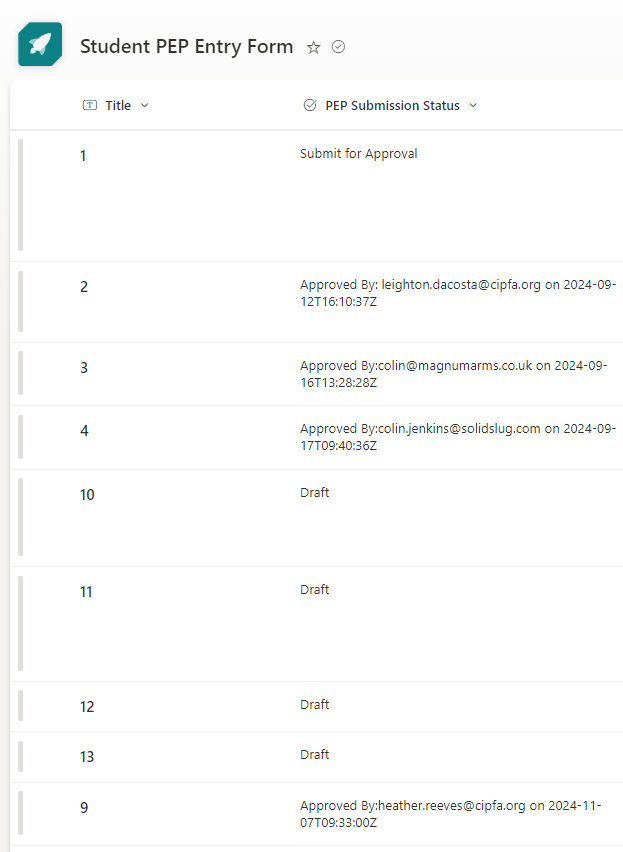 Student PEP Entry Form
Title
PEP Submission Status
1
Submit for Approval
2
Approved By: leighton.dacosta@cipfa.org on 2024-09-
12T16:10:37Z
3
Approved By:colin@magnumarms.co.uk on 2024-09-
16T13:28:28Z
4
Approved By:colin.jenkins@solidslug.com on 2024-09-
17T09:40:36Z
10
Draft
11
Draft
12
Draft
13
Draft
9
Approved By:heather.reeves@cipfa.org on 2024-11-
07T09:33:00Z